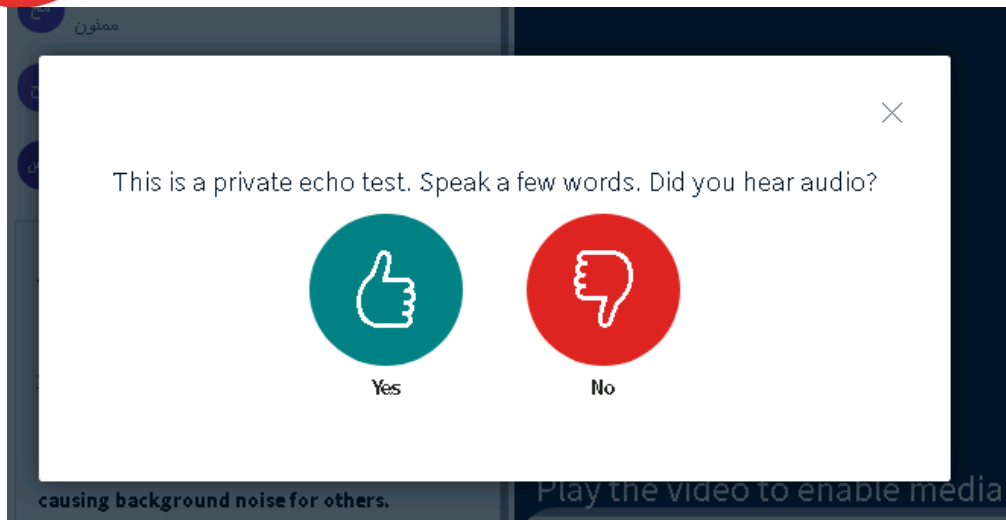 ممنون
This is a private echo test. Speak a few words. Did you hear audio?
Yes
No
causing background noise for others.
Play the video to enable media